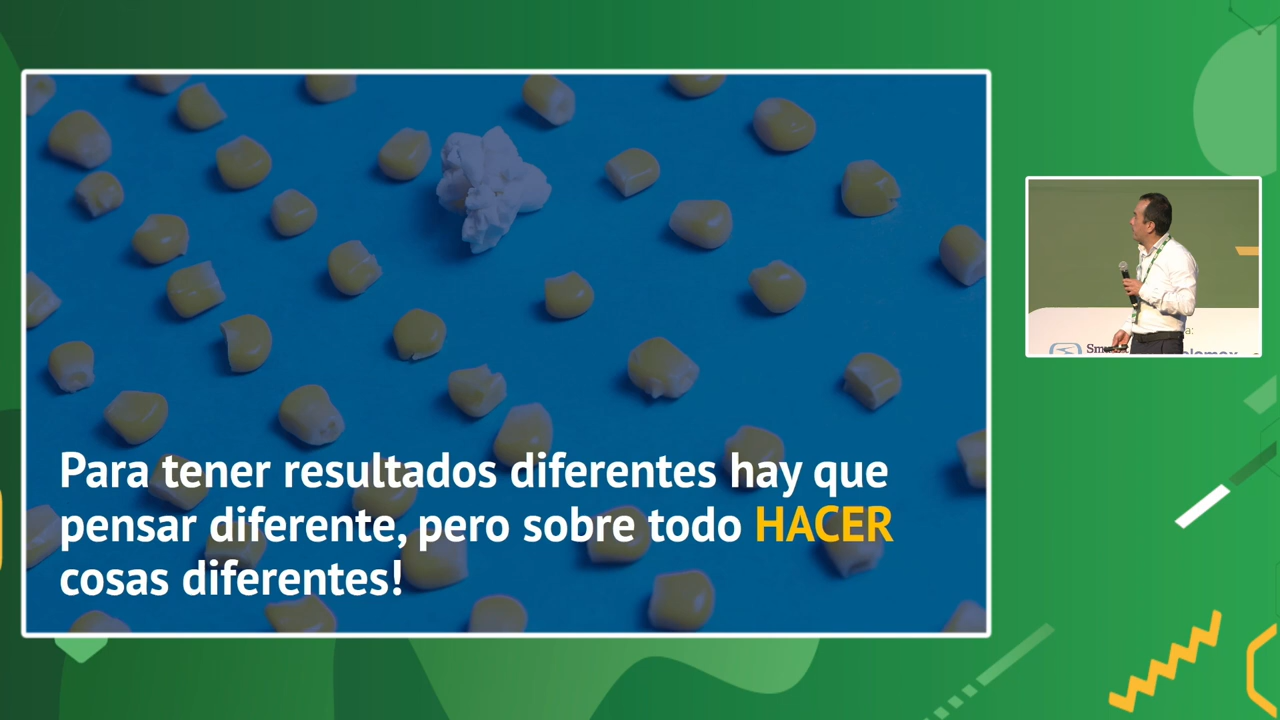 Para tener resultados diferentes hay que
pensar diferente, pero sobre todo HACER
cosas diferentes!